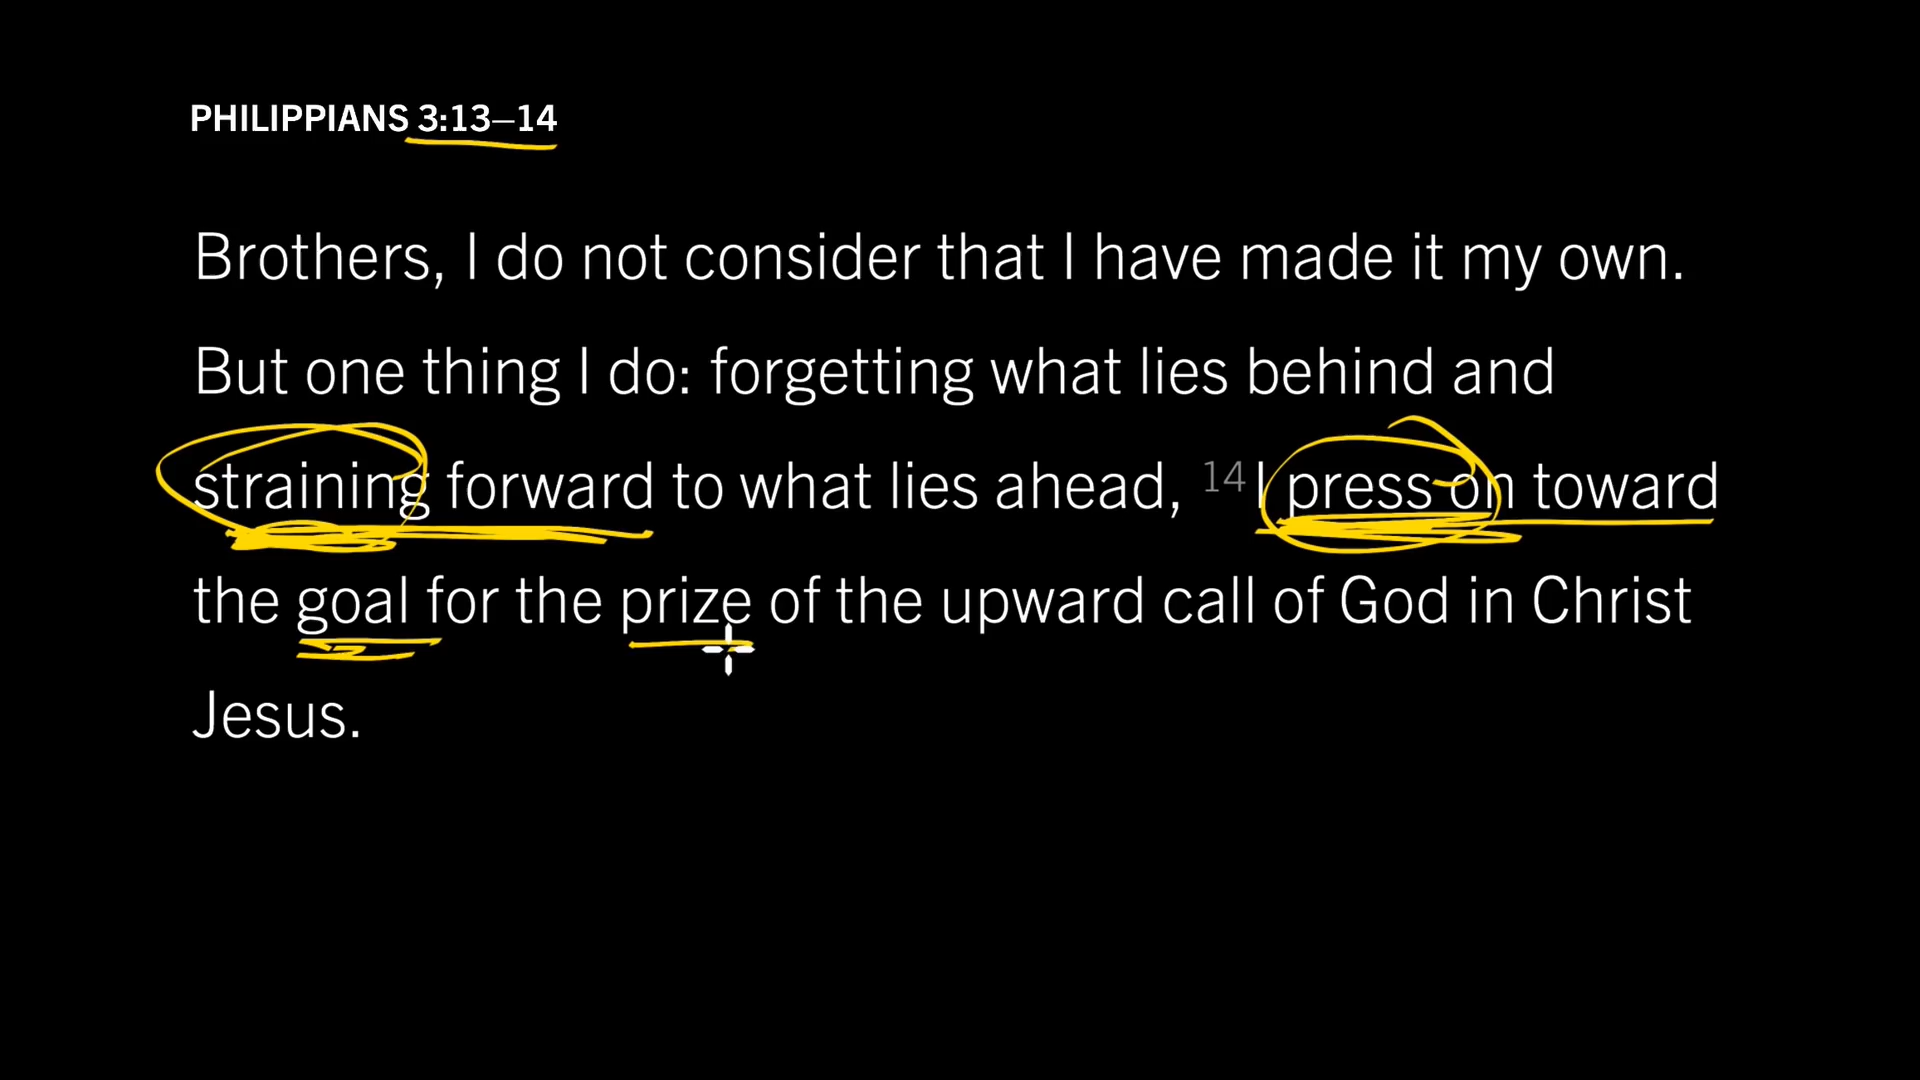 PHILIPPIANS 3:13–14
Brothers, I do not consider that I have made it my own.
But one thing I do: forgetting what lies behind and
straining forward to what lies ahead, 14 I press on toward
the goal for the prize of the upward call of God in Christ
Jesus.